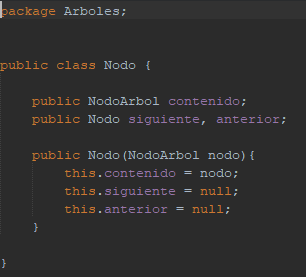 package Arboles;
public class Nodo {
public NodoArbol contenido;
public Nodo siguiente, anterior;
public Nodo(NodoArbol nodo){
this.contenido = nodo;
this.siguiente = null;
this.anterior = null;
}
}